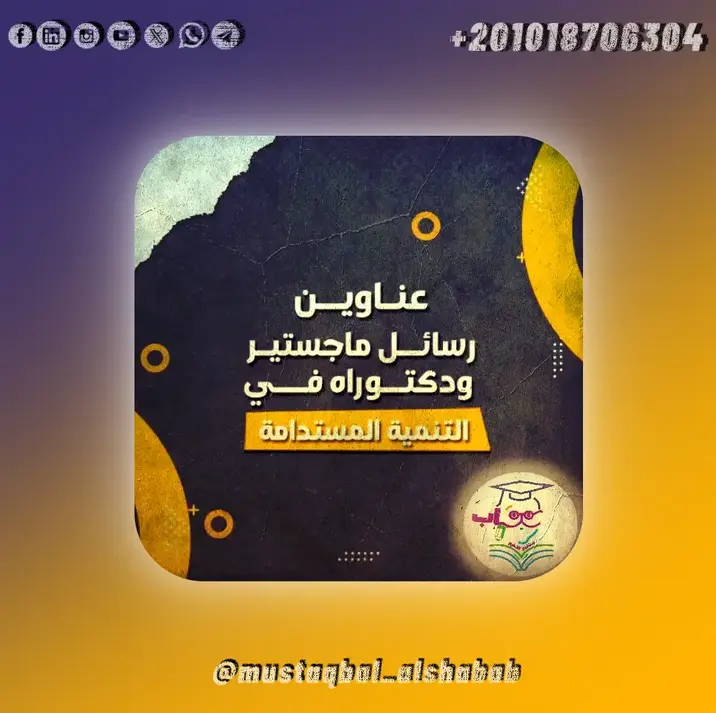 +201018706304
عناوين
رسائل ماجستير
ودكتوراه في
التنمية المستدامة
@mustaqbal_alshabab